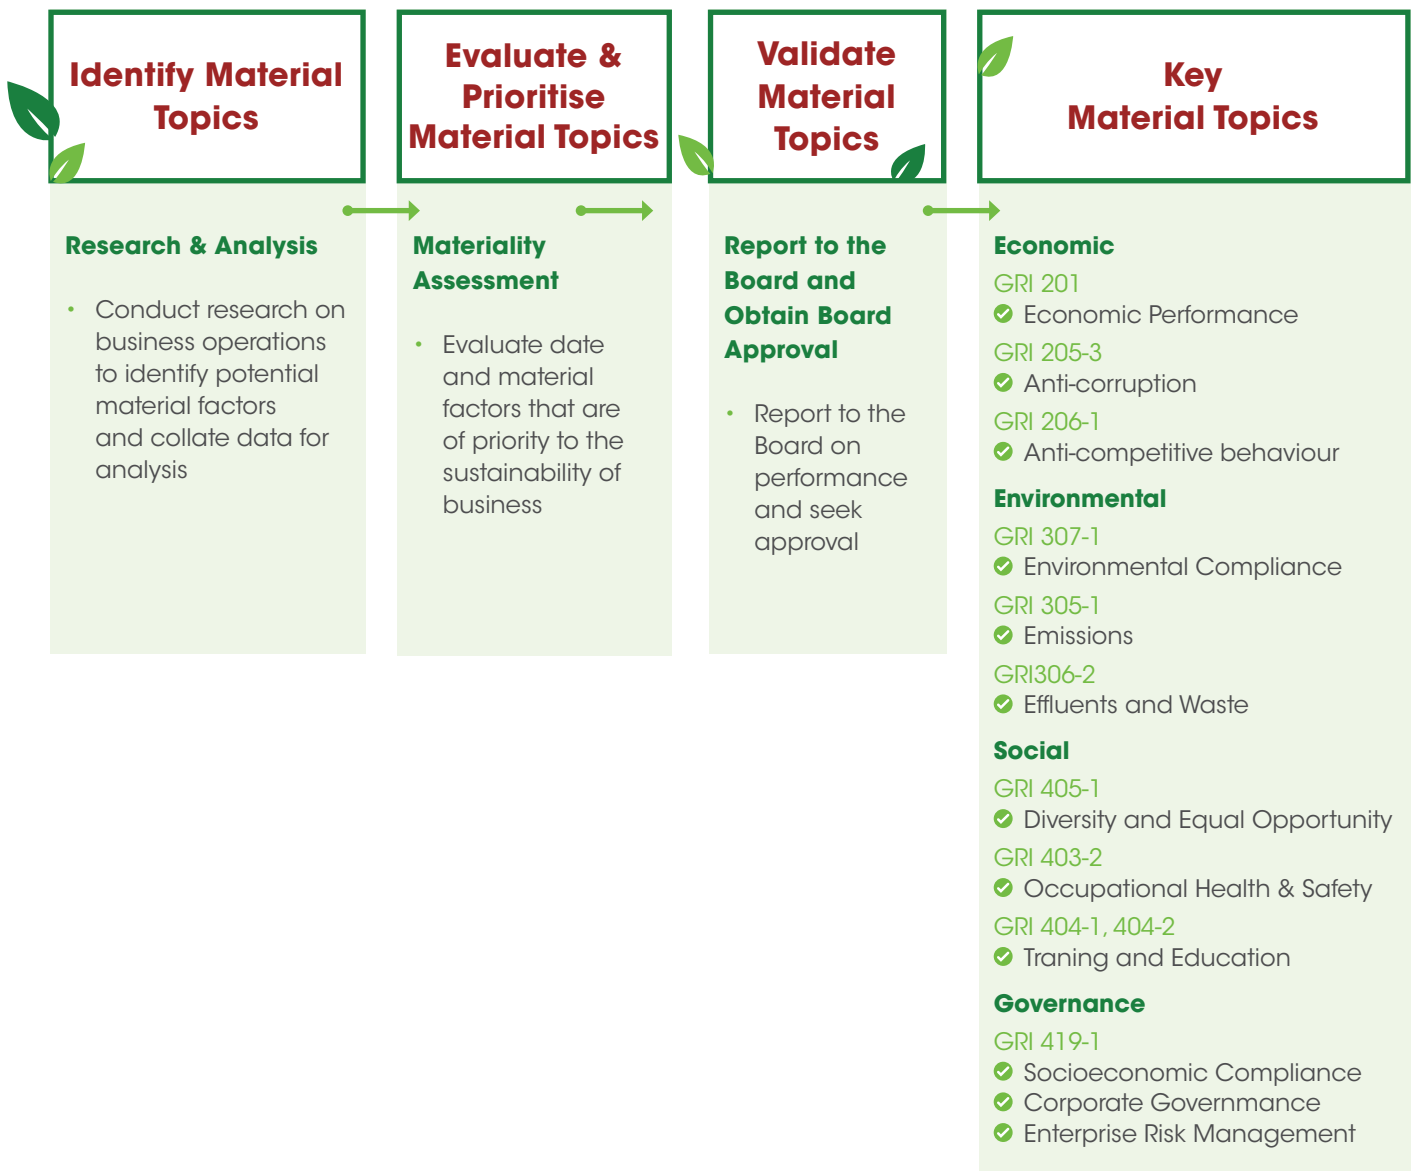 Identify Material
Topics
Research & Analysis
• Conduct research on
business operations
to identify potential
material factors
and collate data for
analysis
Evaluate &
Prioritise
Material Topics
Materiality
Assessment
• Evaluate date
and material
factors that are
of priority to the
sustainability of
business
Validate
Material
Topics
Report to the
Board and
Obtain Board
Approval
• Report to the
Board on
performance
and seek
approval
Key
Material Topics
Economic
GRI 201
Economic Performance
GRI 205-3
Anti-corruption
GRI 206-1
Anti-competitive behaviour
Environmental
GRI 307-1
Environmental Compliance
GRI 305-1
Emissions
GRI306-2
Effluents and Waste
Social
GRI 405-1
Diversity and Equal Opportunity
GRI 403-2
Occupational Health & Safety
GRI 404-1, 404-2
Traning and Education
Governance
GRI 419-1
Socioeconomic Compliance
Corporate Governmance
Enterprise Risk Management